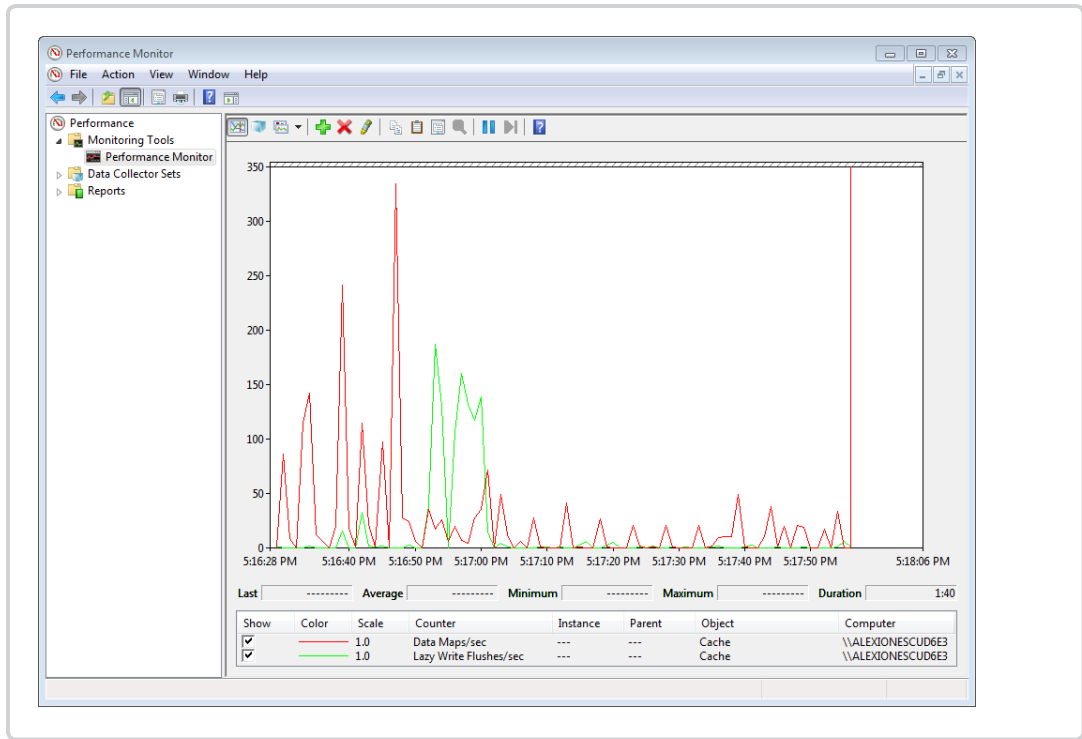 Performance Monitor
File Action View Window Help
Performance
Monitoring Tools
Performance Monitor
Data Collector Sets
Reports
350
300
250
200
150
100
50
0
5:16:28 PM 5:16:40 PM 5:16:50 PM 5:17:00 PM 5:17:10 PM 5:17:20 PM 5:17:30 PM 5:17:40 PM 5:17:50 PM 5:18:06 PM
Last --------- Average --------- Minimum --------- Maximum --------- Duration 1:40
Show Color Scale Counter Instance Parent Object Computer
1.0 Data Maps/sec --- --- Cache \\ALEXIONESCUD6E3
1.0 Lazy Write Flushes/sec --- --- Cache \\ALEXIONESCUD6E3